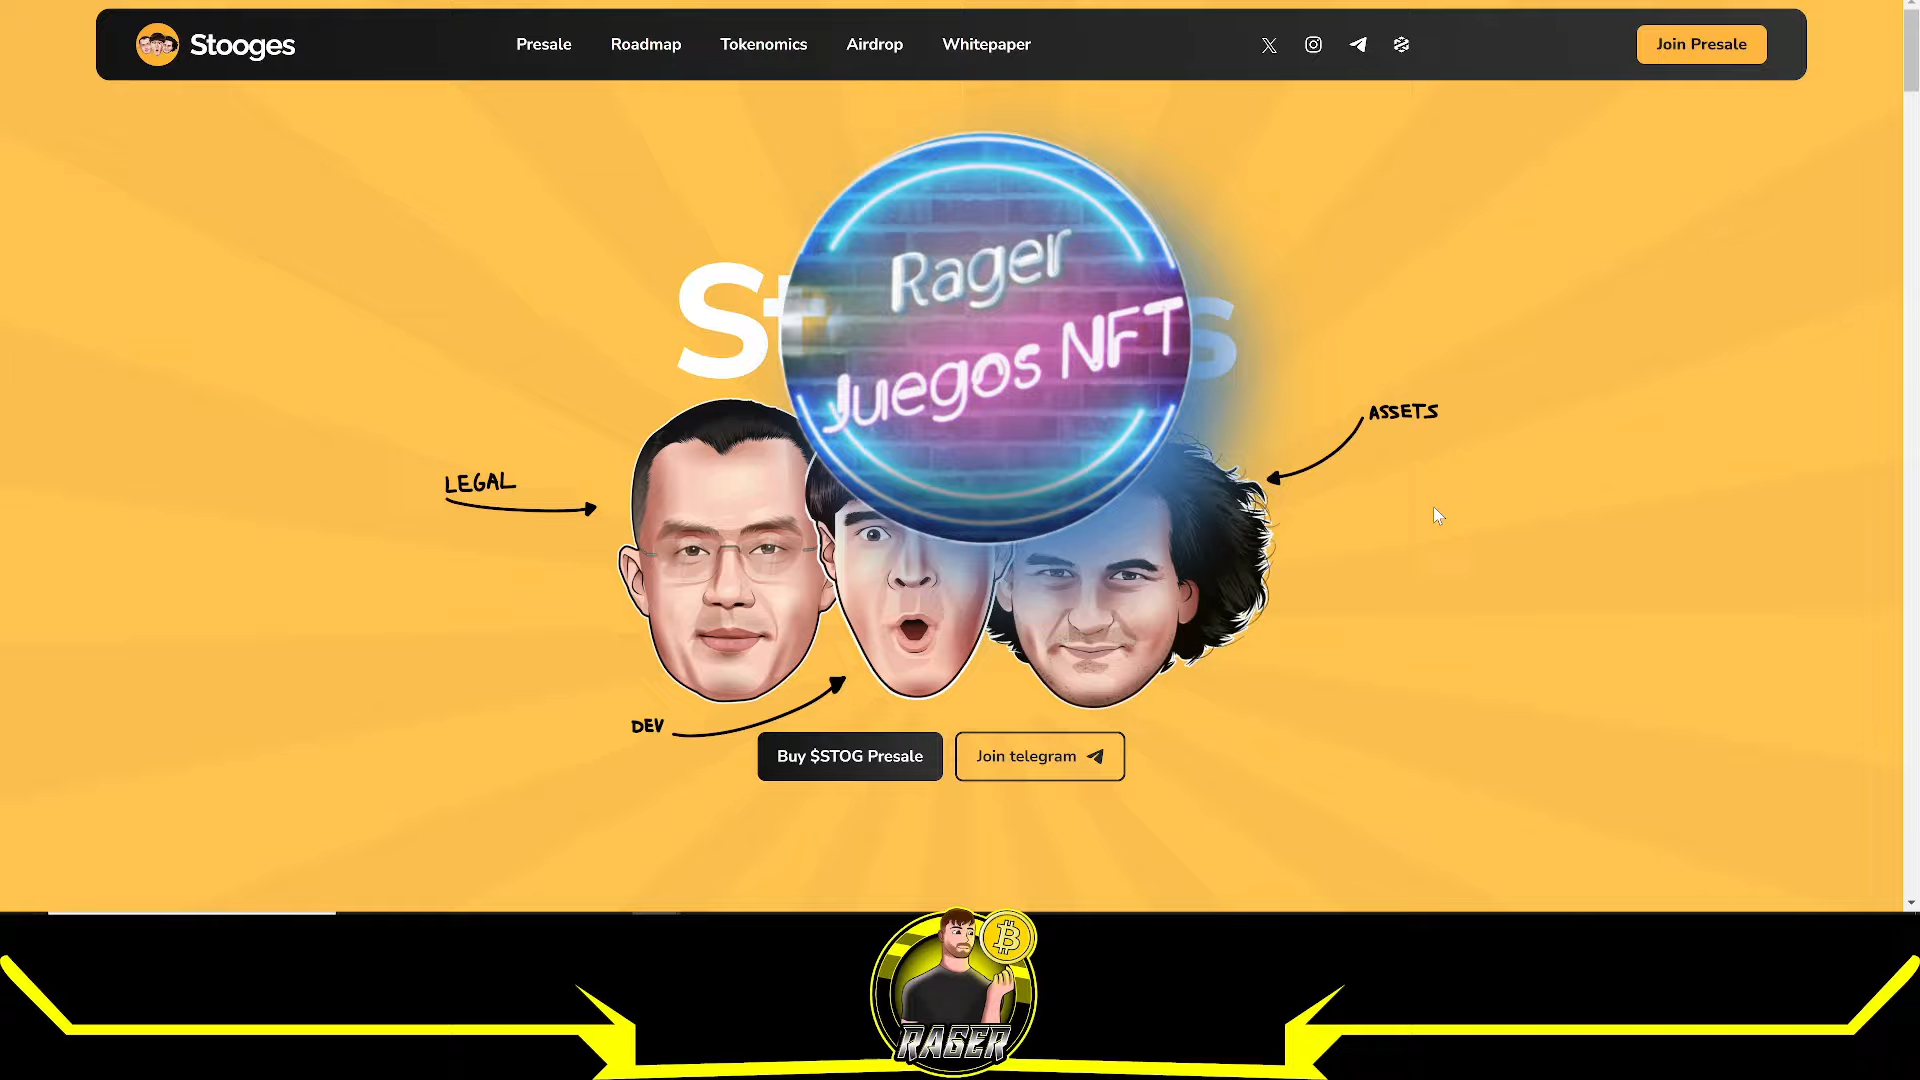 Stooges
Presale
Roadmap
Tokenomics
Airdrop
Whitepaper
Join Presale
Rager
Juegos NFT
ASSETS
LEGAL
DEV
Buy $STOG Presale
Join telegram
RAGER